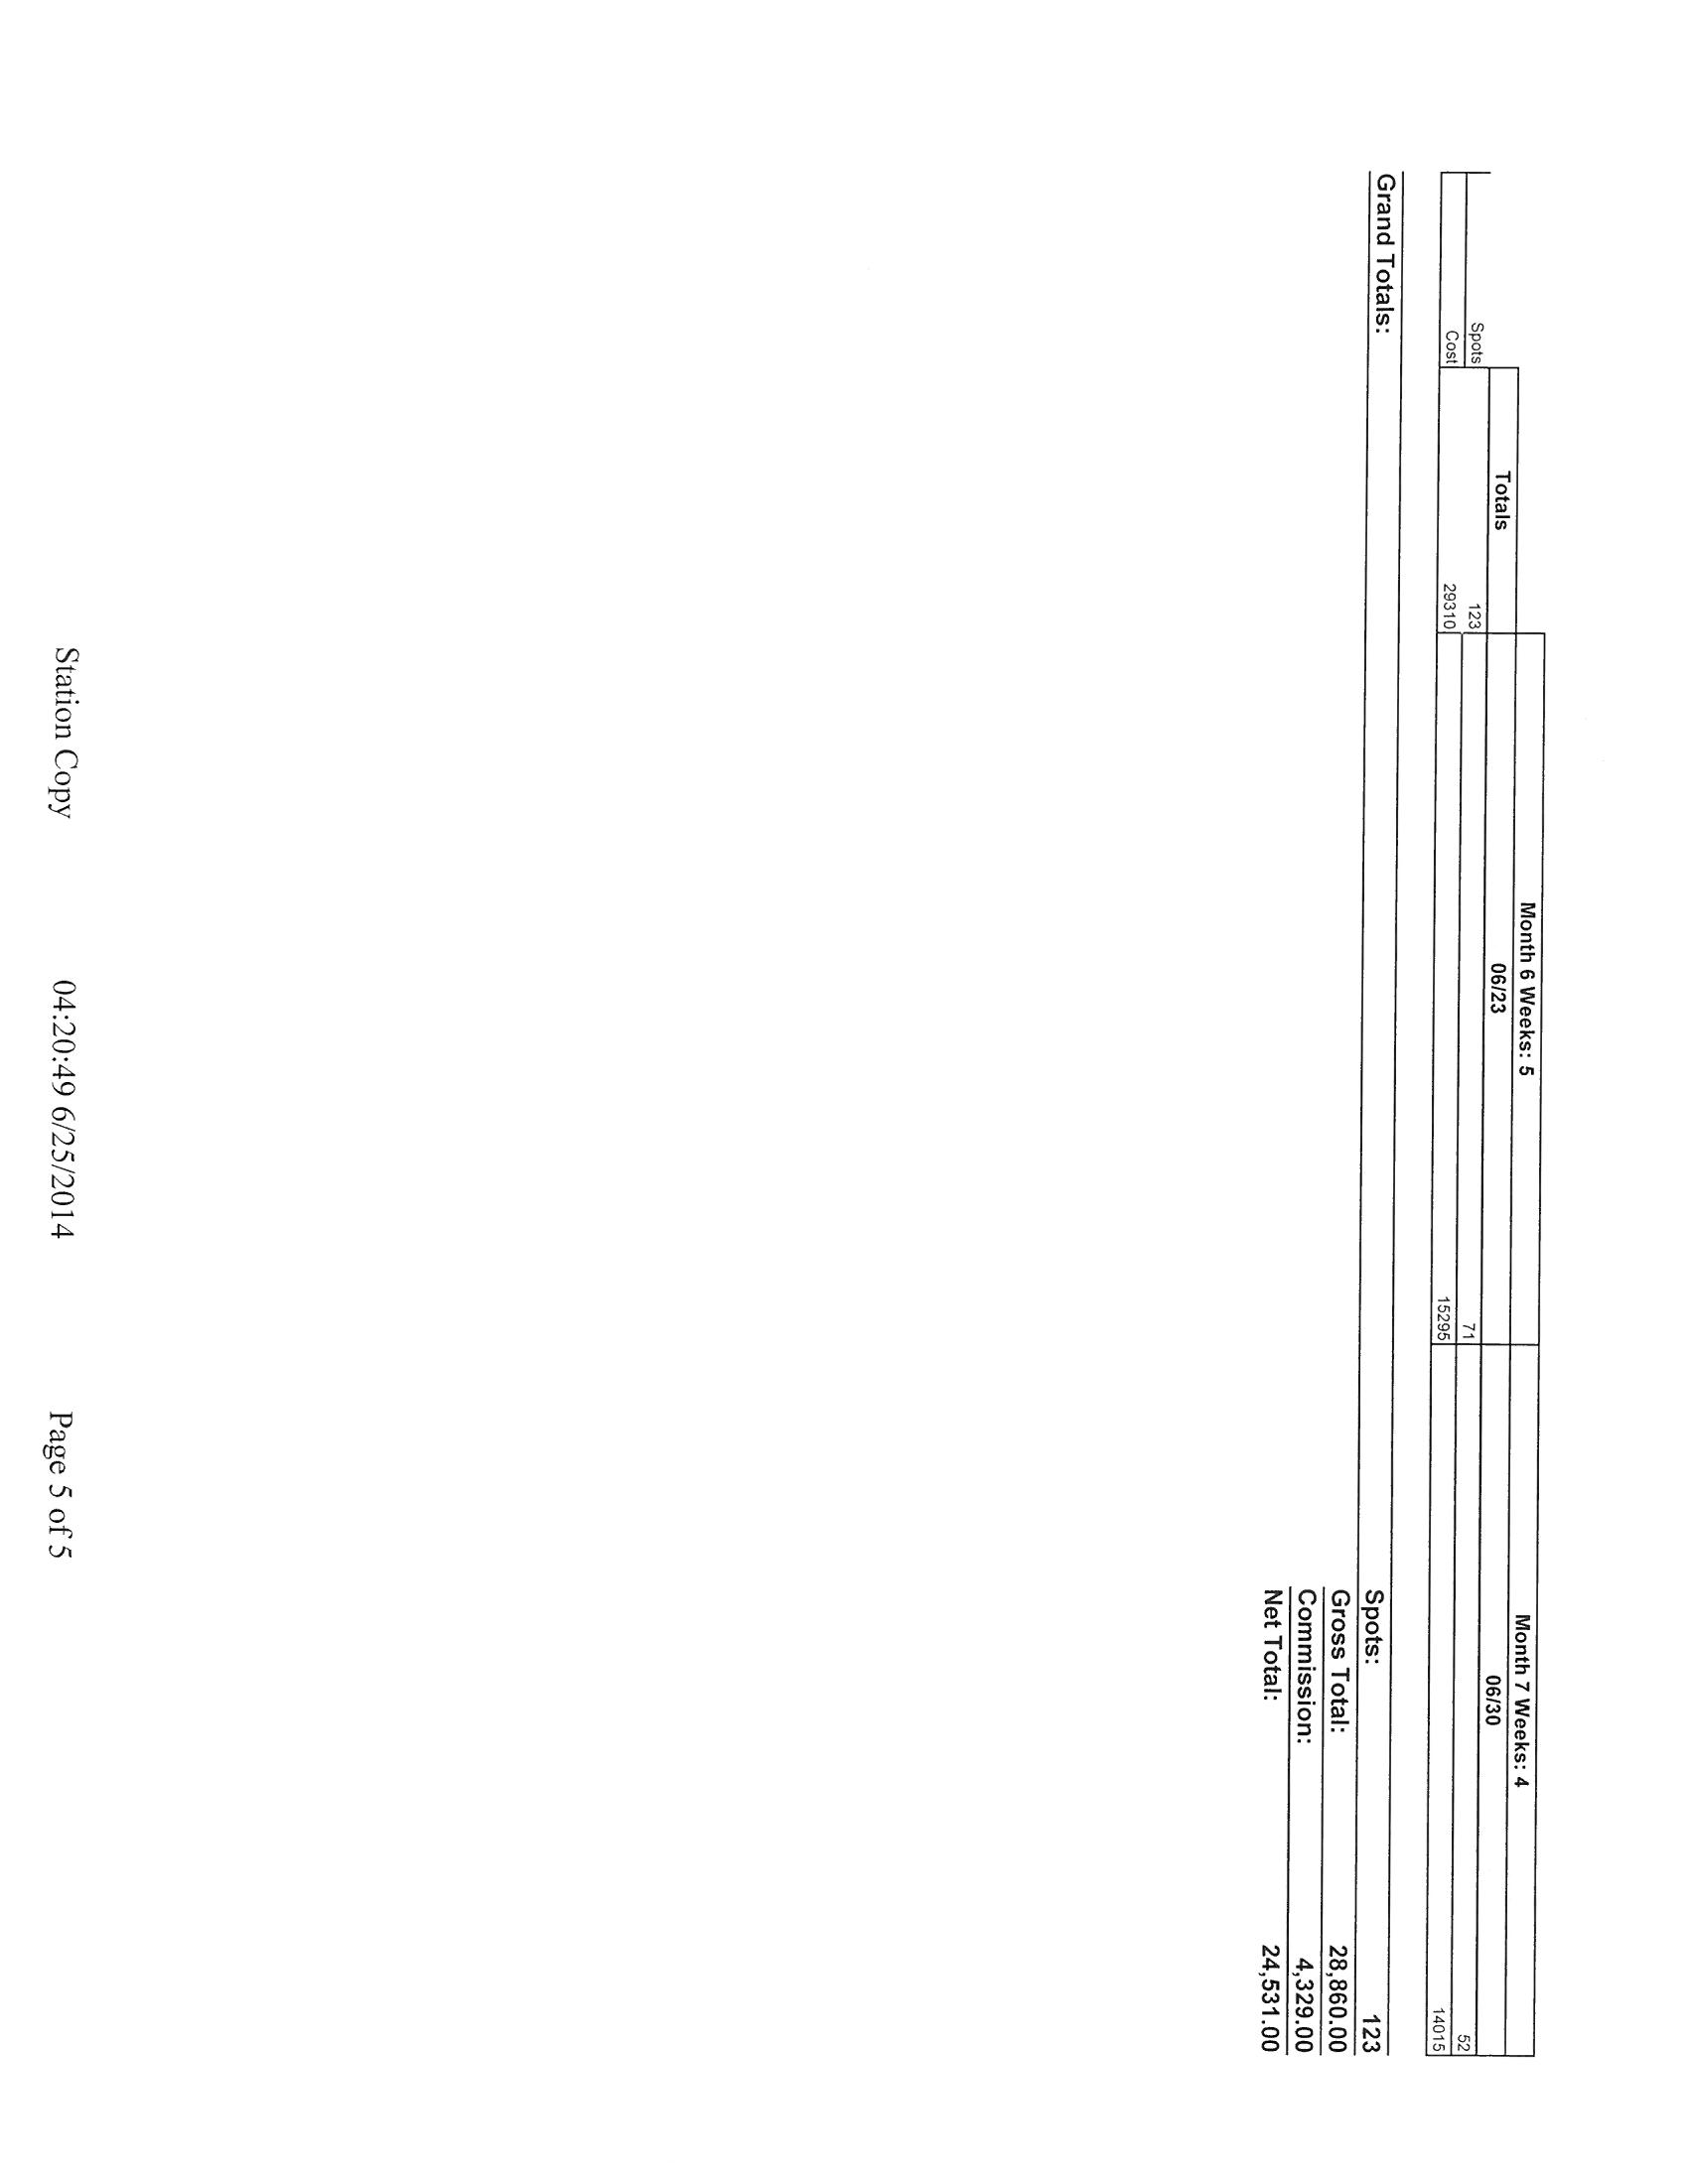 Month 6 Weeks: 5 Month 7 Weeks: 4
Totals 06/23 06/30
Spots 123 71 52
Cost 29310 15295 14015
Grand Totals: Spots: 123
Gross Total: 28,860.00
Commission: 4,329.00
Net Total: 24,531.00
Station Copy 04:20:49 6/25/2014 Page 5 of 5